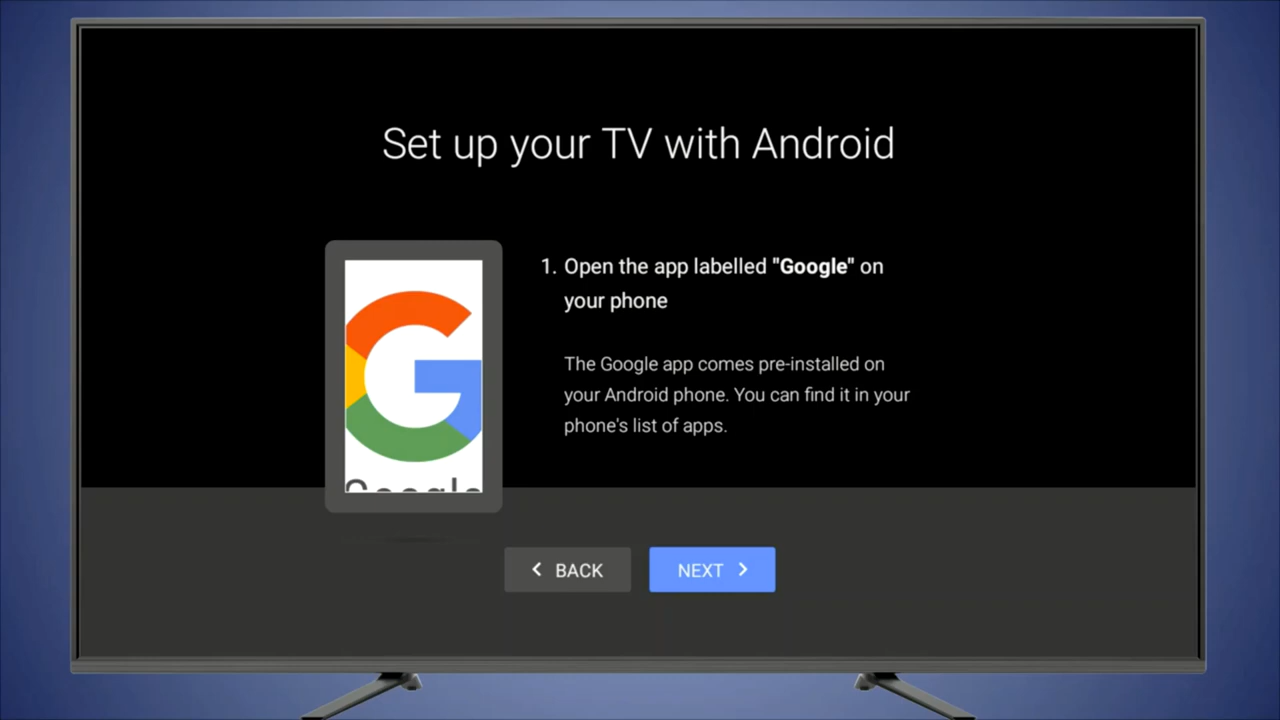 Set up your TV with Android
1. Open the app labelled "Google" on
your phone
The Google app comes pre-installed on
your Android phone. You can find it in your
phone's list of apps.
Google
BACK
NEXT